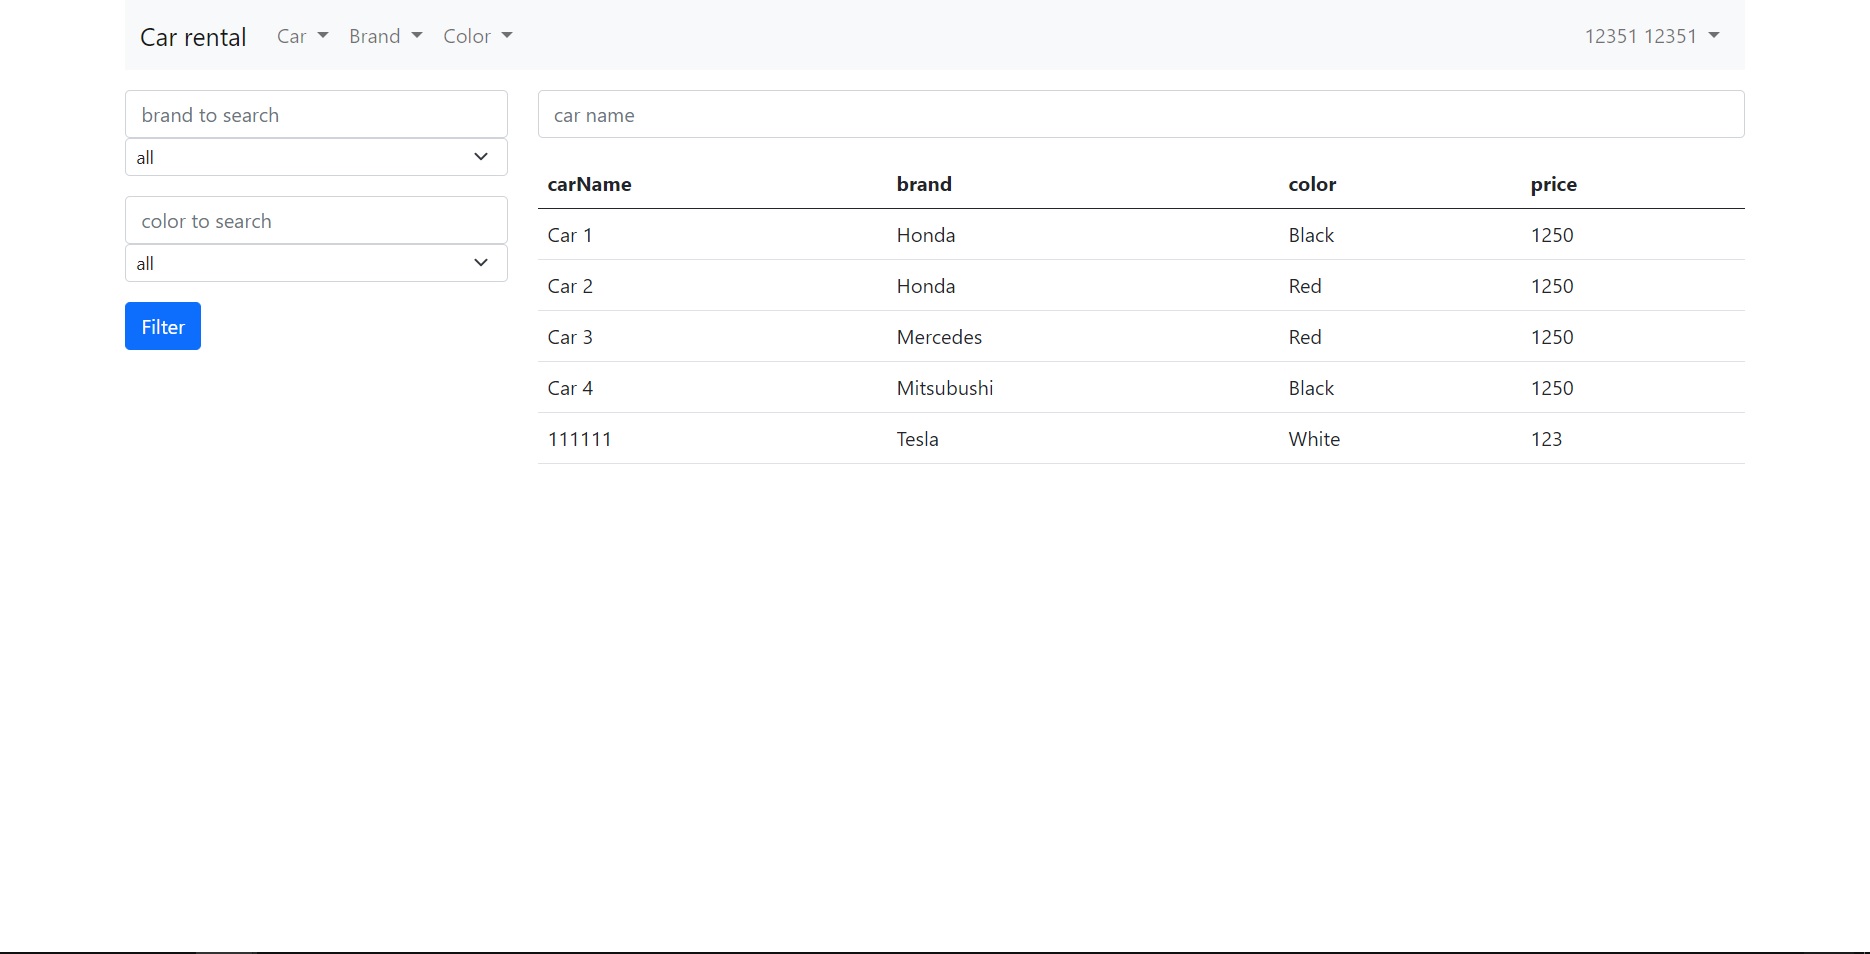 Car rental Car Brand Color 12351 12351
brand to search
all
color to search
all
Filter
car name
carName brand color price
Car 1 Honda Black 1250
Car 2 Honda Red 1250
Car 3 Mercedes Red 1250
Car 4 Mitsubushi Black 1250
111111 Tesla White 123